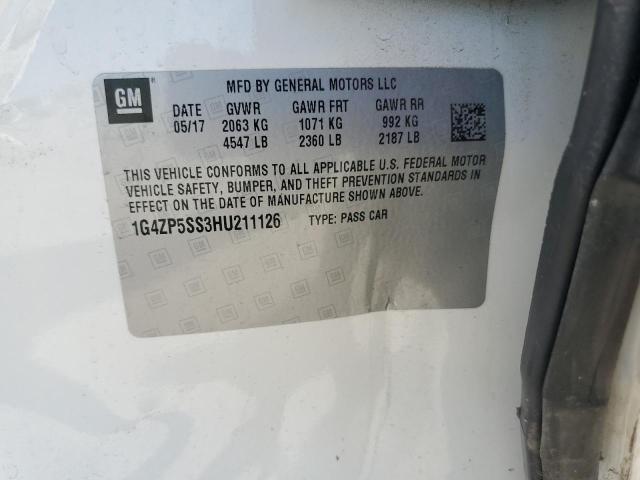 GM
MFD BY GENERAL MOTORS LLC
DATE GVWR GAWR FRT GAWR RR
05/17 2063 KG 1071 KG 992 KG
4547 LB 2360 LB 2187 LB
THIS VEHICLE CONFORMS TO ALL APPLICABLE U.S. FEDERAL MOTOR
VEHICLE SAFETY, BUMPER, AND THEFT PREVENTION STANDARDS IN
EFFECT ON THE DATE OF MANUFACTURE SHOWN ABOVE.
1G4ZP5SS3HU211126 TYPE: PASS CAR